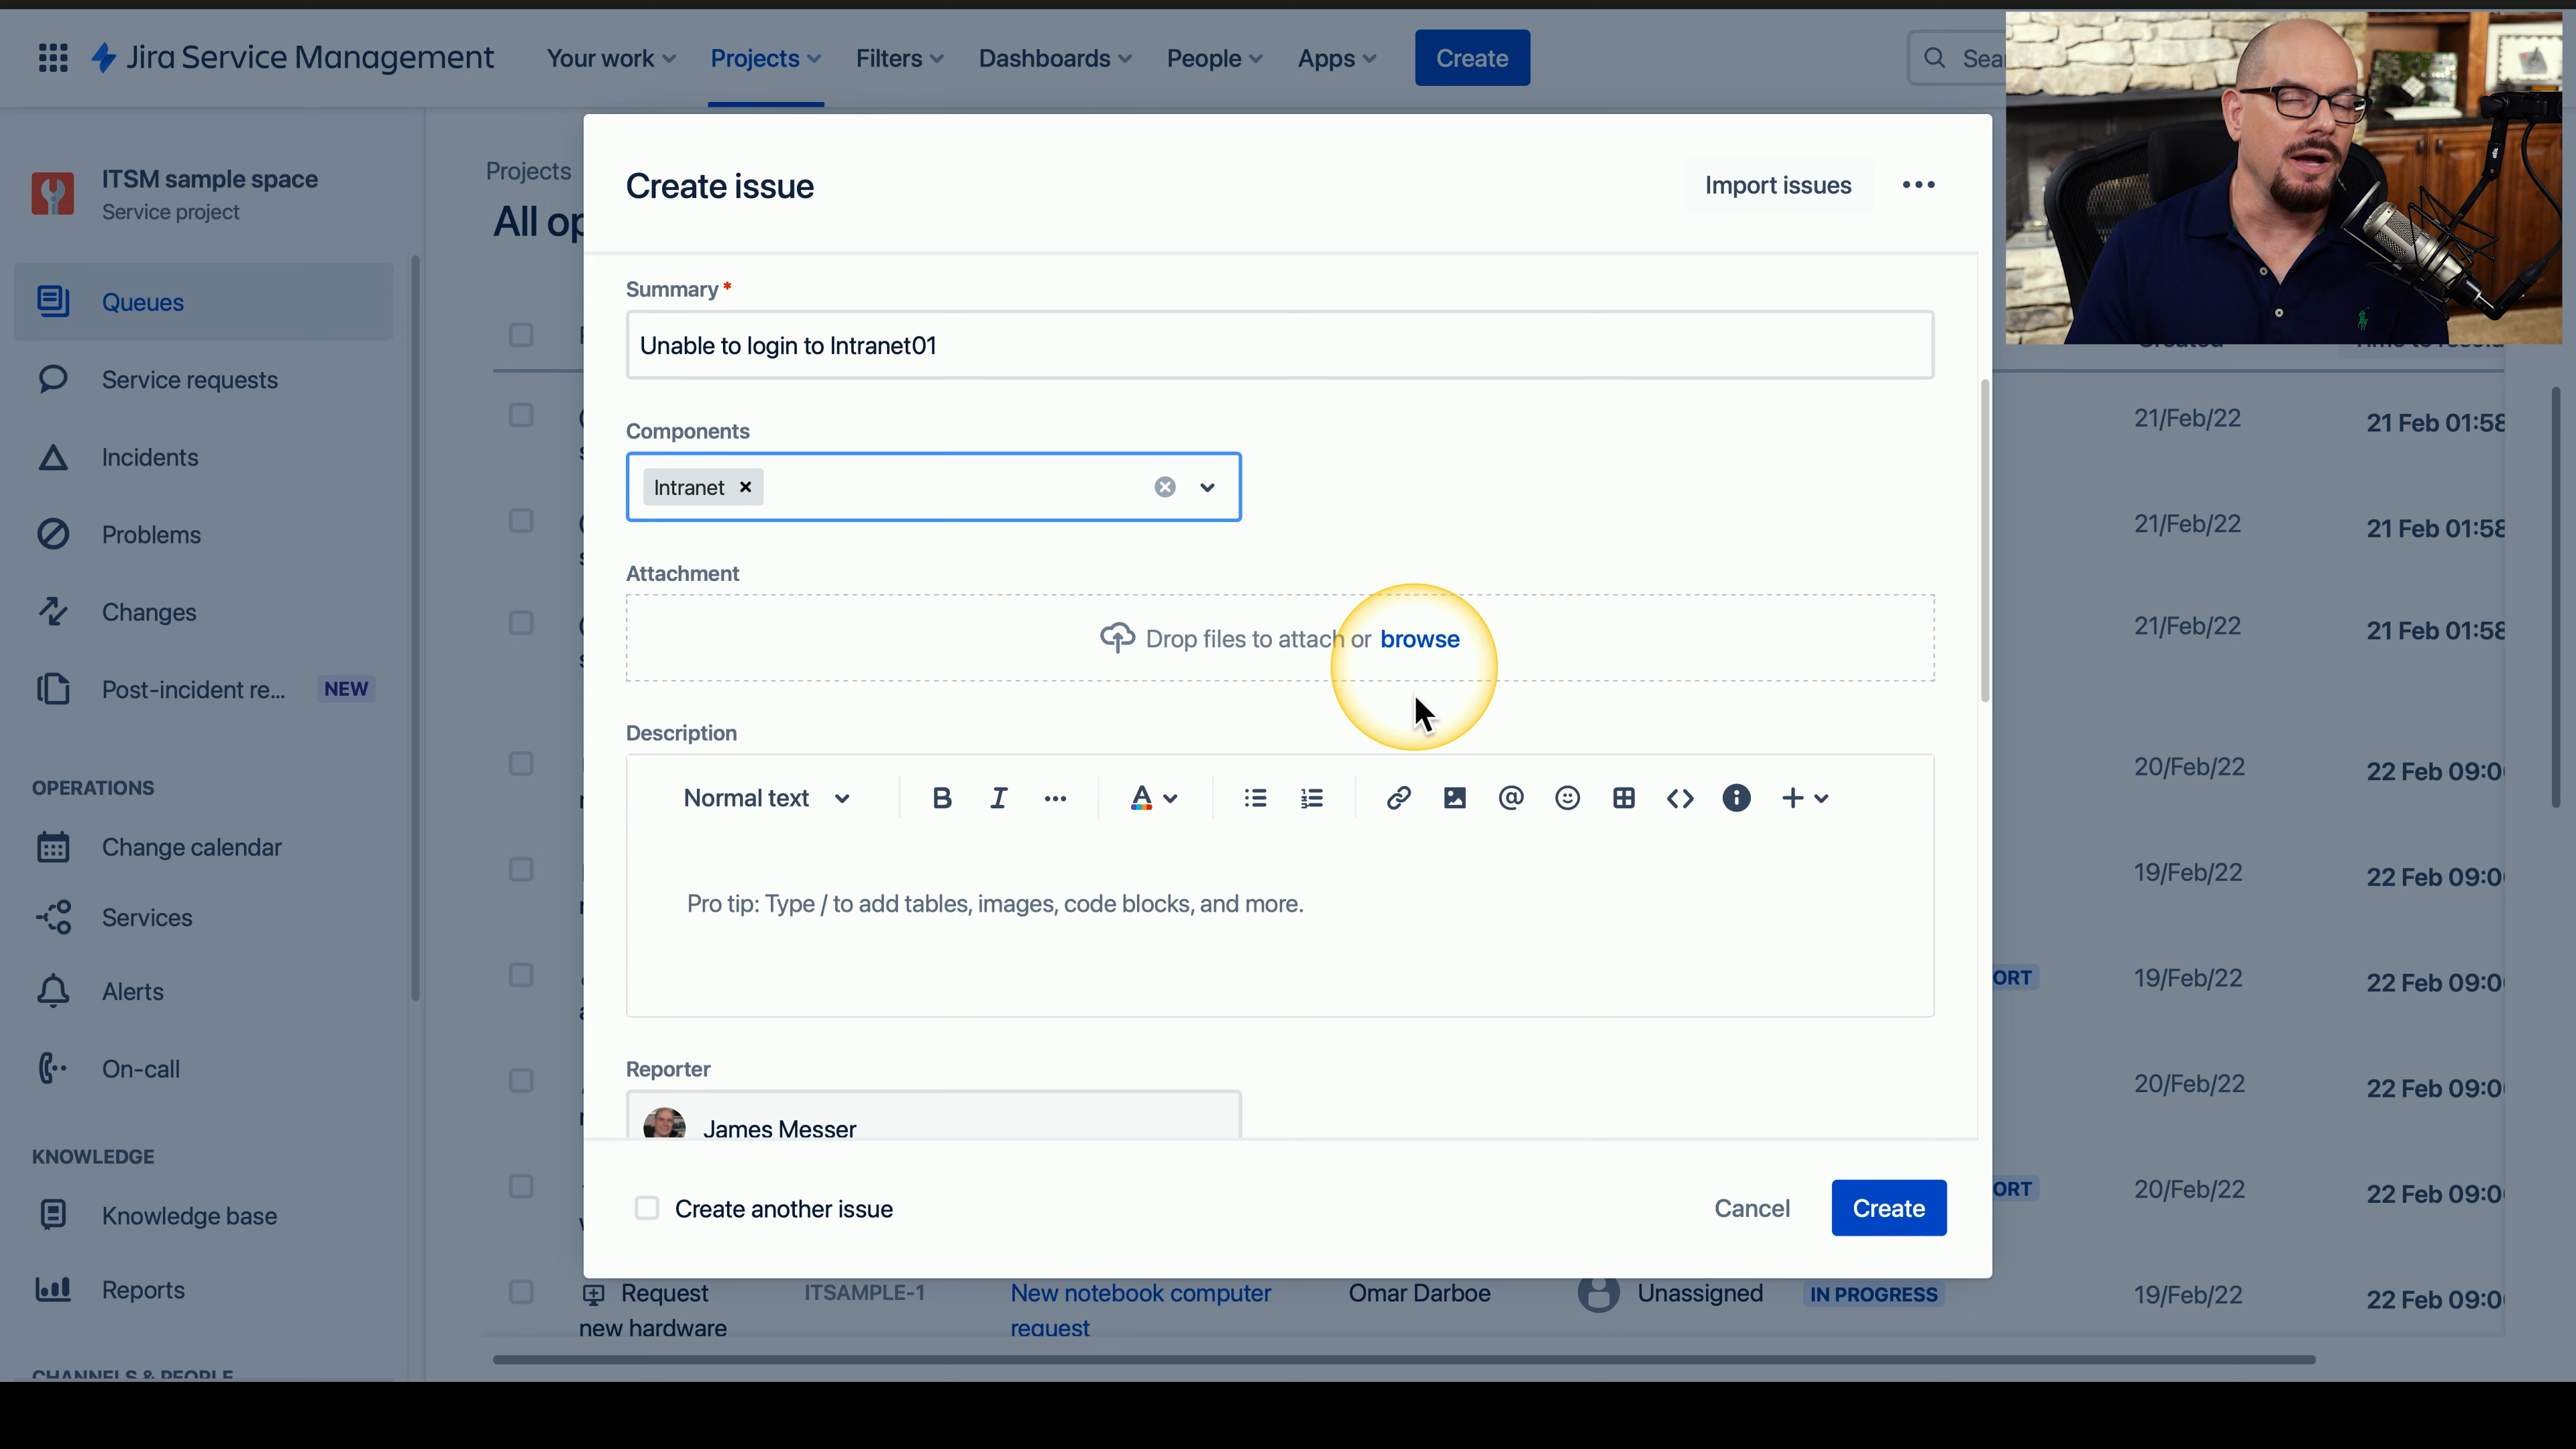 Jira Service Management
Your work
Projects
Filters
Dashboards
People
Apps
Create
ITSM sample space
Service project
Queues
Service requests
Incidents
Problems
Changes
Post-incident re...
NEW
OPERATIONS
Change calendar
Services
Alerts
On-call
KNOWLEDGE
Knowledge base
Reports
CHANNELS & PEOPLE
Projects
All
Create issue
Import issues
Summary *
Unable to login to Intranet01
Components
Intranet
Attachment
Drop files to attach or browse
Description
Normal text
Pro tip: Type / to add tables, images, code blocks, and more.
Reporter
James Messer
Create another issue
Cancel
Create
21/Feb/22 21 Feb 01:58
21/Feb/22 21 Feb 01:58
21/Feb/22 21 Feb 01:58
20/Feb/22 22 Feb 09:0
19/Feb/22 22 Feb 09:0
19/Feb/22 22 Feb 09:0
20/Feb/22 22 Feb 09:0
20/Feb/22 22 Feb 09:0
Request ITSAMPLE-1 New notebook computer Omar Darboe Unassigned IN PROGRESS 19/Feb/22 22 Feb 09:0
new hardware request